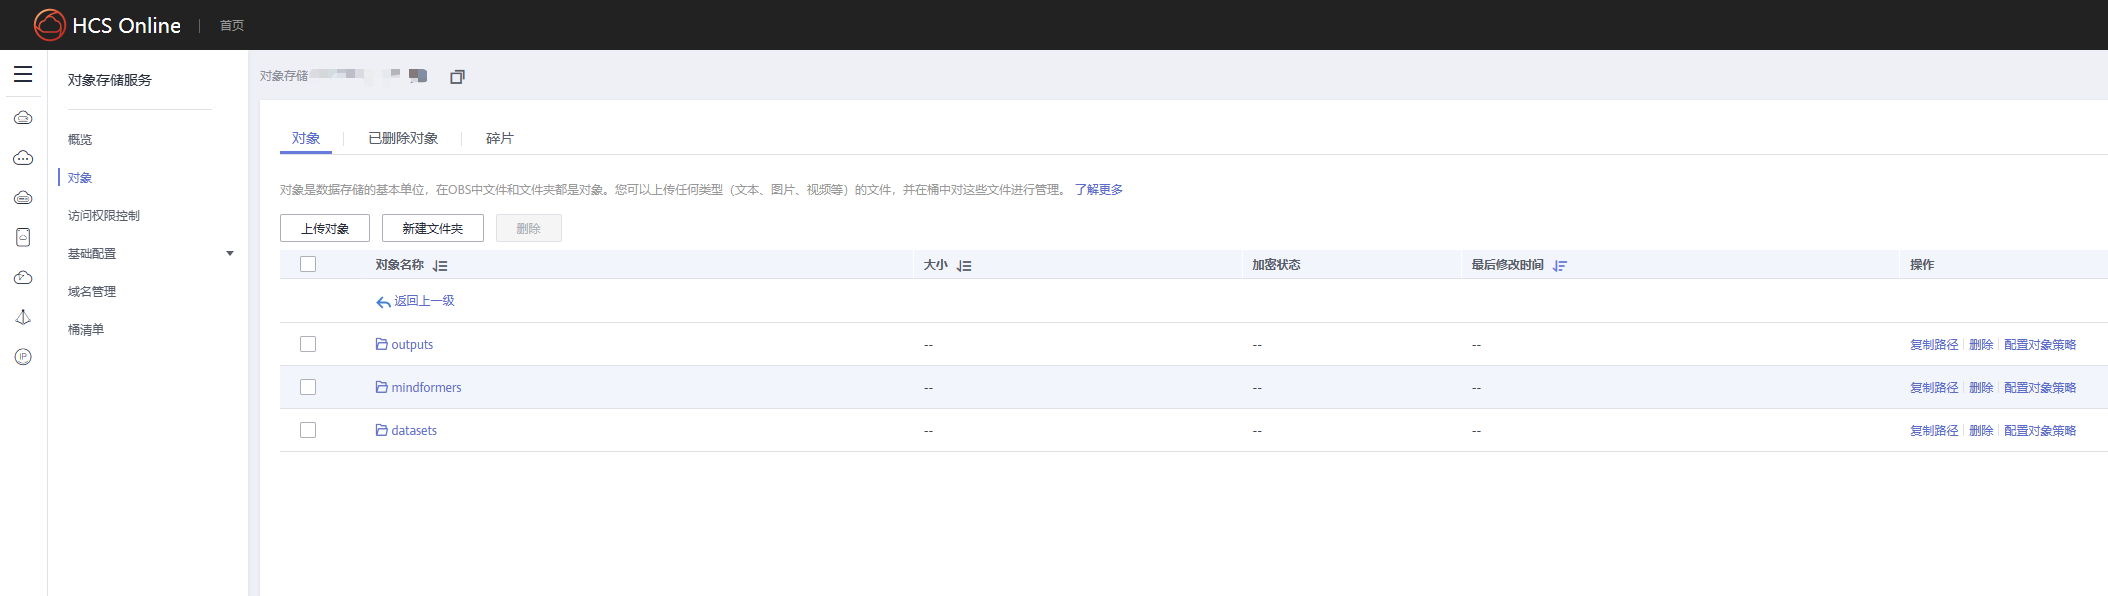 HCS Online 首页
对象存储服务
概览
对象
访问权限控制
基础配置
域名管理
桶清单
IP
对象存储
对象 已删除对象 碎片
对象是数据存储的基本单位，在OBS中文件和文件夹都是对象。您可以上传任何类型（文本、图片、视频等）的文件，并在桶中对这些文件进行管理。 了解更多
上传对象 新建文件夹 删除
对象名称 大小 加密状态 最后修改时间 操作
返回上一级
outputs -- -- -- 复制路径 删除 配置对象策略
mindformers -- -- -- 复制路径 删除 配置对象策略
datasets -- -- -- 复制路径 删除 配置对象策略